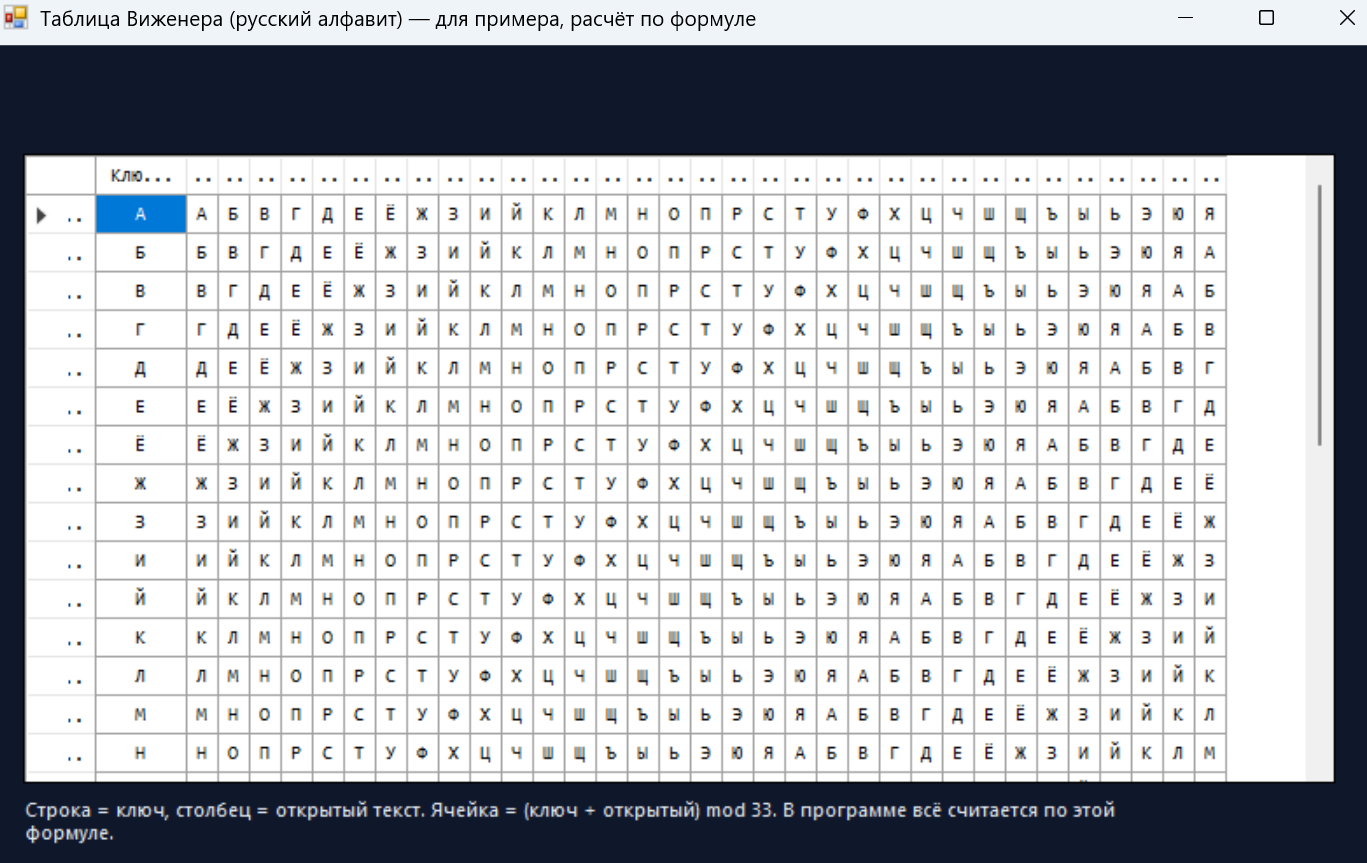 Таблица Виженера (русский алфавит) — для примера, расчёт по формуле
Клю... .. .. .. .. .. .. .. .. .. .. .. .. .. .. .. .. .. .. .. .. .. .. .. .. .. .. .. .. .. .. .. .. ..
.. А А Б В Г Д Е Ё Ж З И Й К Л М Н О П Р С Т У Ф Х Ц Ч Ш Щ Ъ Ы Ь Э Ю Я
.. Б Б В Г Д Е Ё Ж З И Й К Л М Н О П Р С Т У Ф Х Ц Ч Ш Щ Ъ Ы Ь Э Ю Я А
.. В В Г Д Е Ё Ж З И Й К Л М Н О П Р С Т У Ф Х Ц Ч Ш Щ Ъ Ы Ь Э Ю Я А Б
.. Г Г Д Е Ё Ж З И Й К Л М Н О П Р С Т У Ф Х Ц Ч Ш Щ Ъ Ы Ь Э Ю Я А Б В
.. Д Д Е Ё Ж З И Й К Л М Н О П Р С Т У Ф Х Ц Ч Ш Щ Ъ Ы Ь Э Ю Я А Б В Г
.. Е Е Ё Ж З И Й К Л М Н О П Р С Т У Ф Х Ц Ч Ш Щ Ъ Ы Ь Э Ю Я А Б В Г Д
.. Ё Ё Ж З И Й К Л М Н О П Р С Т У Ф Х Ц Ч Ш Щ Ъ Ы Ь Э Ю Я А Б В Г Д Е
.. Ж Ж З И Й К Л М Н О П Р С Т У Ф Х Ц Ч Ш Щ Ъ Ы Ь Э Ю Я А Б В Г Д Е Ё
.. З З И Й К Л М Н О П Р С Т У Ф Х Ц Ч Ш Щ Ъ Ы Ь Э Ю Я А Б В Г Д Е Ё Ж
.. И И Й К Л М Н О П Р С Т У Ф Х Ц Ч Ш Щ Ъ Ы Ь Э Ю Я А Б В Г Д Е Ё Ж З
.. Й Й К Л М Н О П Р С Т У Ф Х Ц Ч Ш Щ Ъ Ы Ь Э Ю Я А Б В Г Д Е Ё Ж З И
.. К К Л М Н О П Р С Т У Ф Х Ц Ч Ш Щ Ъ Ы Ь Э Ю Я А Б В Г Д Е Ё Ж З И Й
.. Л Л М Н О П Р С Т У Ф Х Ц Ч Ш Щ Ъ Ы Ь Э Ю Я А Б В Г Д Е Ё Ж З И Й К
.. М М Н О П Р С Т У Ф Х Ц Ч Ш Щ Ъ Ы Ь Э Ю Я А Б В Г Д Е Ё Ж З И Й К Л
.. Н Н О П Р С Т У Ф Х Ц Ч Ш Щ Ъ Ы Ь Э Ю Я А Б В Г Д Е Ё Ж З И Й К Л М
Строка = ключ, столбец = открытый текст. Ячейка = (ключ + открытый) mod 33. В программе всё считается по этой
формуле.